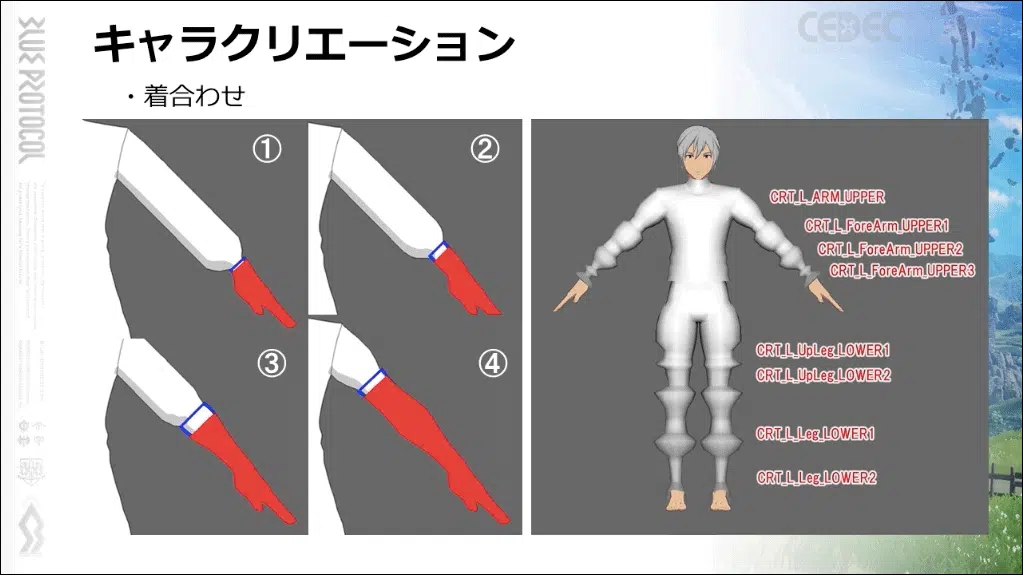 キャラクリエーション
・着合わせ
BLUE PROTOCOL
CEDEC
①
②
③
④
CRT_L_ARM_UPPER
CRT_L_ForeArm_UPPER1
CRT_L_ForeArm_UPPER2
CRT_L_ForeArm_UPPER3
CRT_L_UpLeg_LOWER1
CRT_L_UpLeg_LOWER2
CRT_L_Leg_LOWER1
CRT_L_Leg_LOWER2